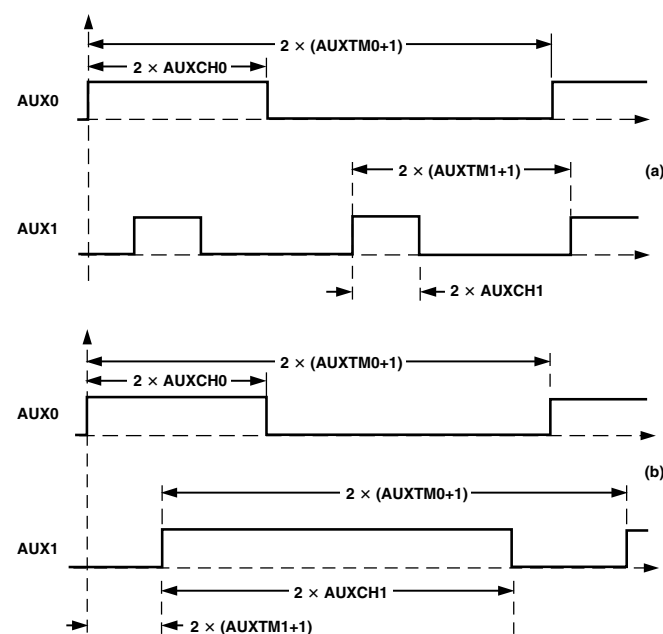 2 × (AUXTM0+1)
2 × AUXCH0
AUX0
2 × (AUXTM1+1)
(a)
AUX1
2 × AUXCH1
2 × (AUXTM0+1)
2 × AUXCH0
AUX0
(b)
2 × (AUXTM0+1)
AUX1
2 × AUXCH1
2 × (AUXTM1+1)